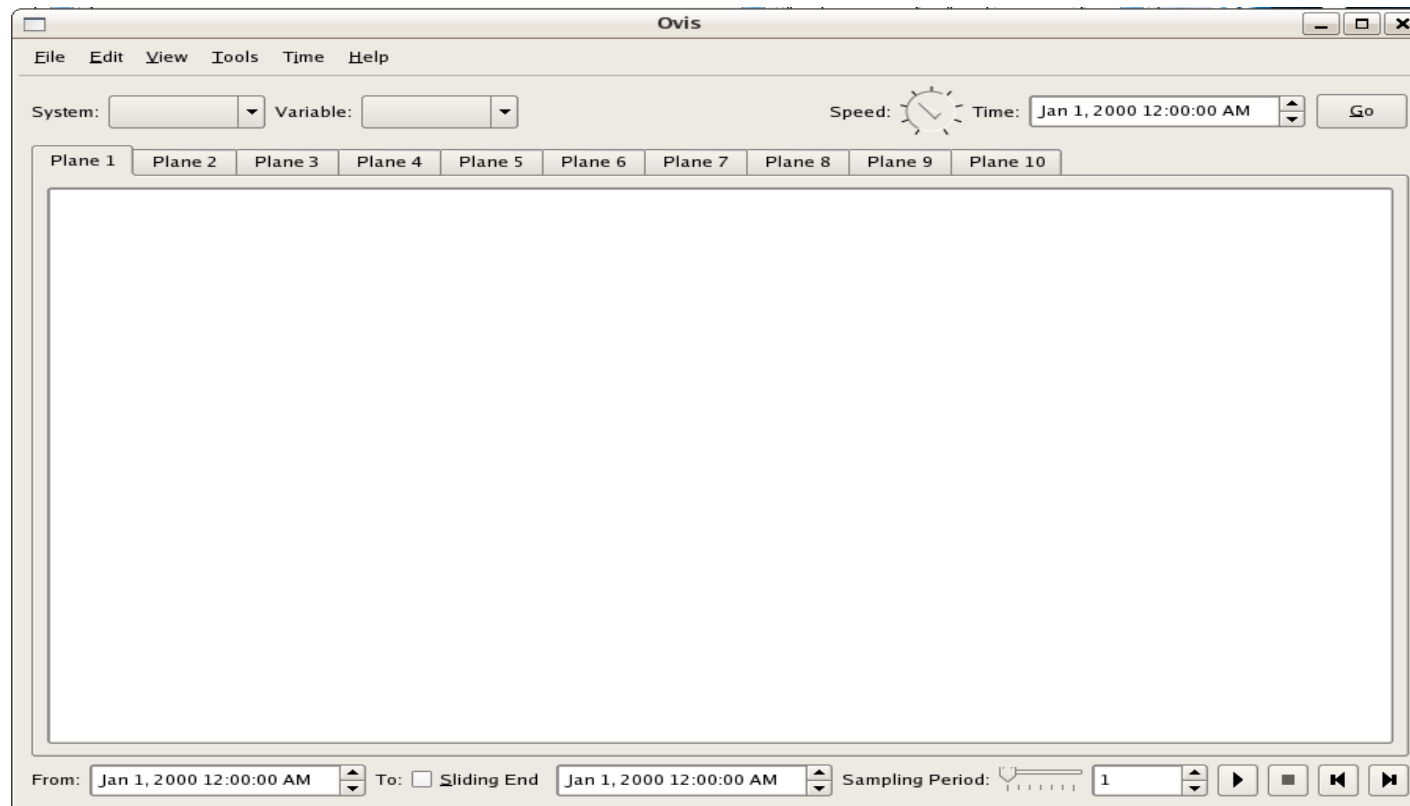 Ovis
File Edit View Tools Time Help
System: Variable: Speed: Time: Jan 1, 2000 12:00:00 AM Go
Plane 1 Plane 2 Plane 3 Plane 4 Plane 5 Plane 6 Plane 7 Plane 8 Plane 9 Plane 10
From: Jan 1, 2000 12:00:00 AM To: Sliding End Jan 1, 2000 12:00:00 AM Sampling Period: 1